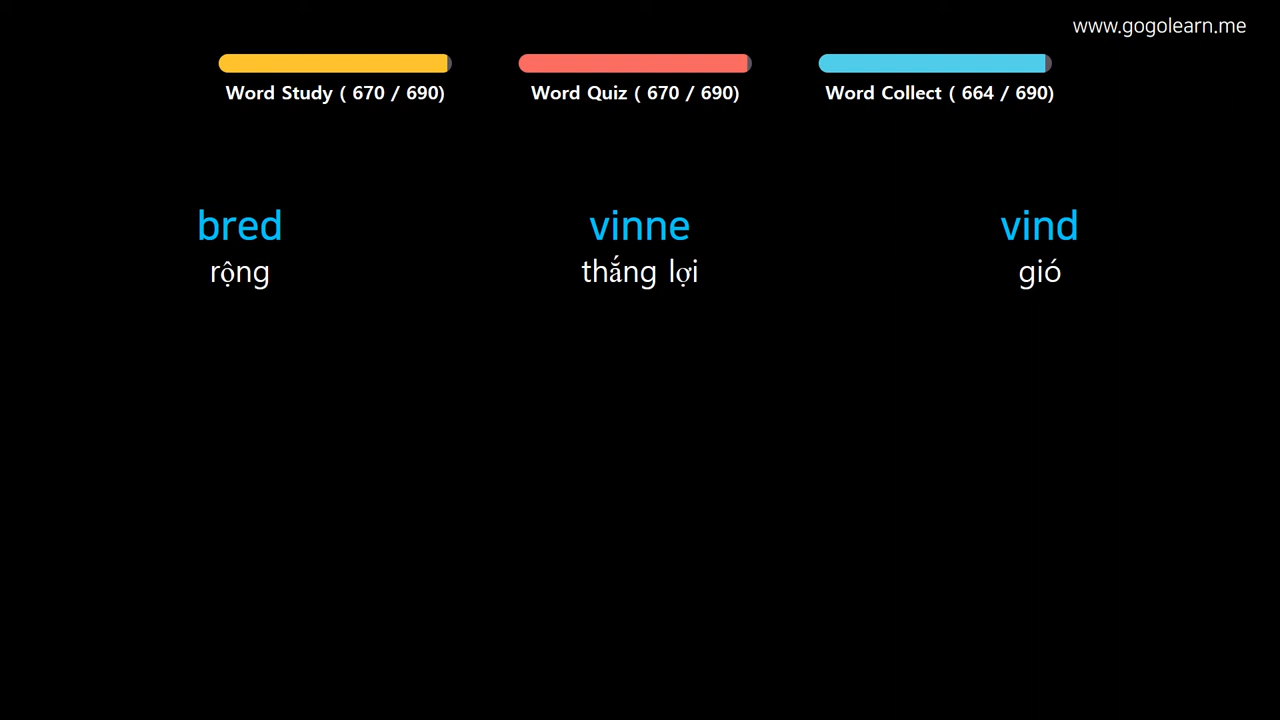 www.gogolearn.me
Word Study ( 670 / 690)
Word Quiz ( 670 / 690)
Word Collect ( 664 / 690)
bred
vinne
vind
rộng
thắng lợi
gió